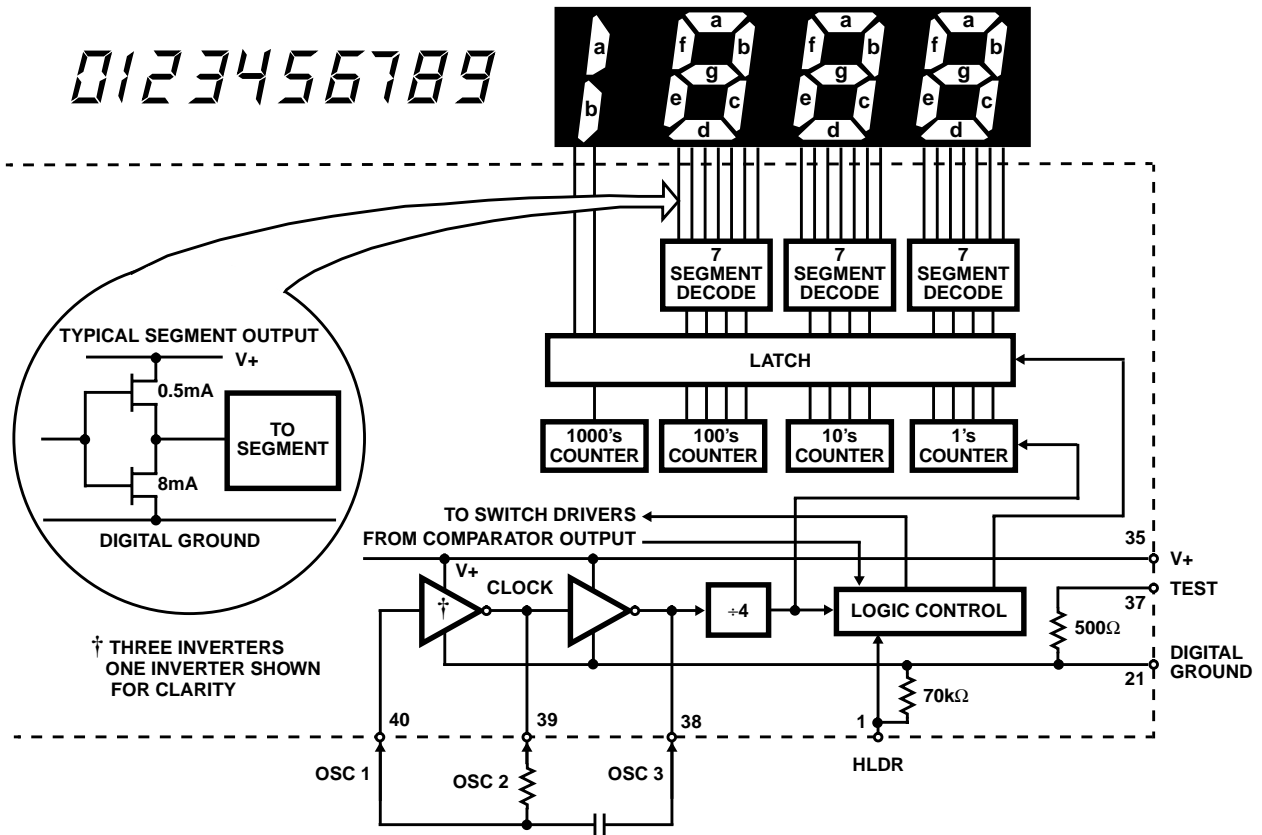 0123456789
a
b
a
f b
g
e c
d
a
f b
g
e c
d
a
f b
g
e c
d
7
SEGMENT
DECODE
7
SEGMENT
DECODE
7
SEGMENT
DECODE
TYPICAL SEGMENT OUTPUT
V+
0.5mA
TO
SEGMENT
8mA
DIGITAL GROUND
LATCH
1000's
COUNTER
100's
COUNTER
10's
COUNTER
1's
COUNTER
TO SWITCH DRIVERS
FROM COMPARATOR OUTPUT
35
V+
V+
CLOCK
†
÷4
LOGIC CONTROL
TEST
37
500Ω
DIGITAL
GROUND
21
70kΩ
† THREE INVERTERS
ONE INVERTER SHOWN
FOR CLARITY
40
39
38
1
OSC 1
OSC 2
OSC 3
HLDR